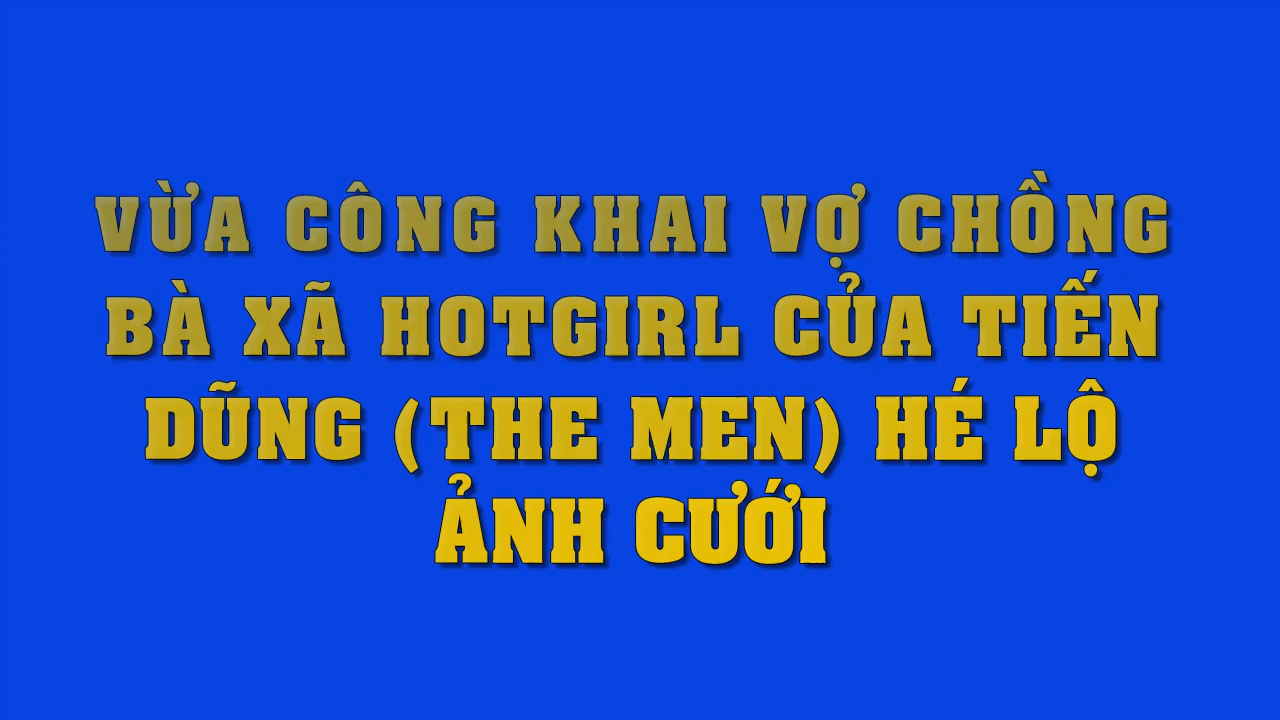 VỪA CÔNG KHAI VỢ CHỒNG
BÀ XÃ HOTGIRL CỦA TIẾN
DŨNG (THE MEN) HÉ LỘ
ẢNH CƯỚI